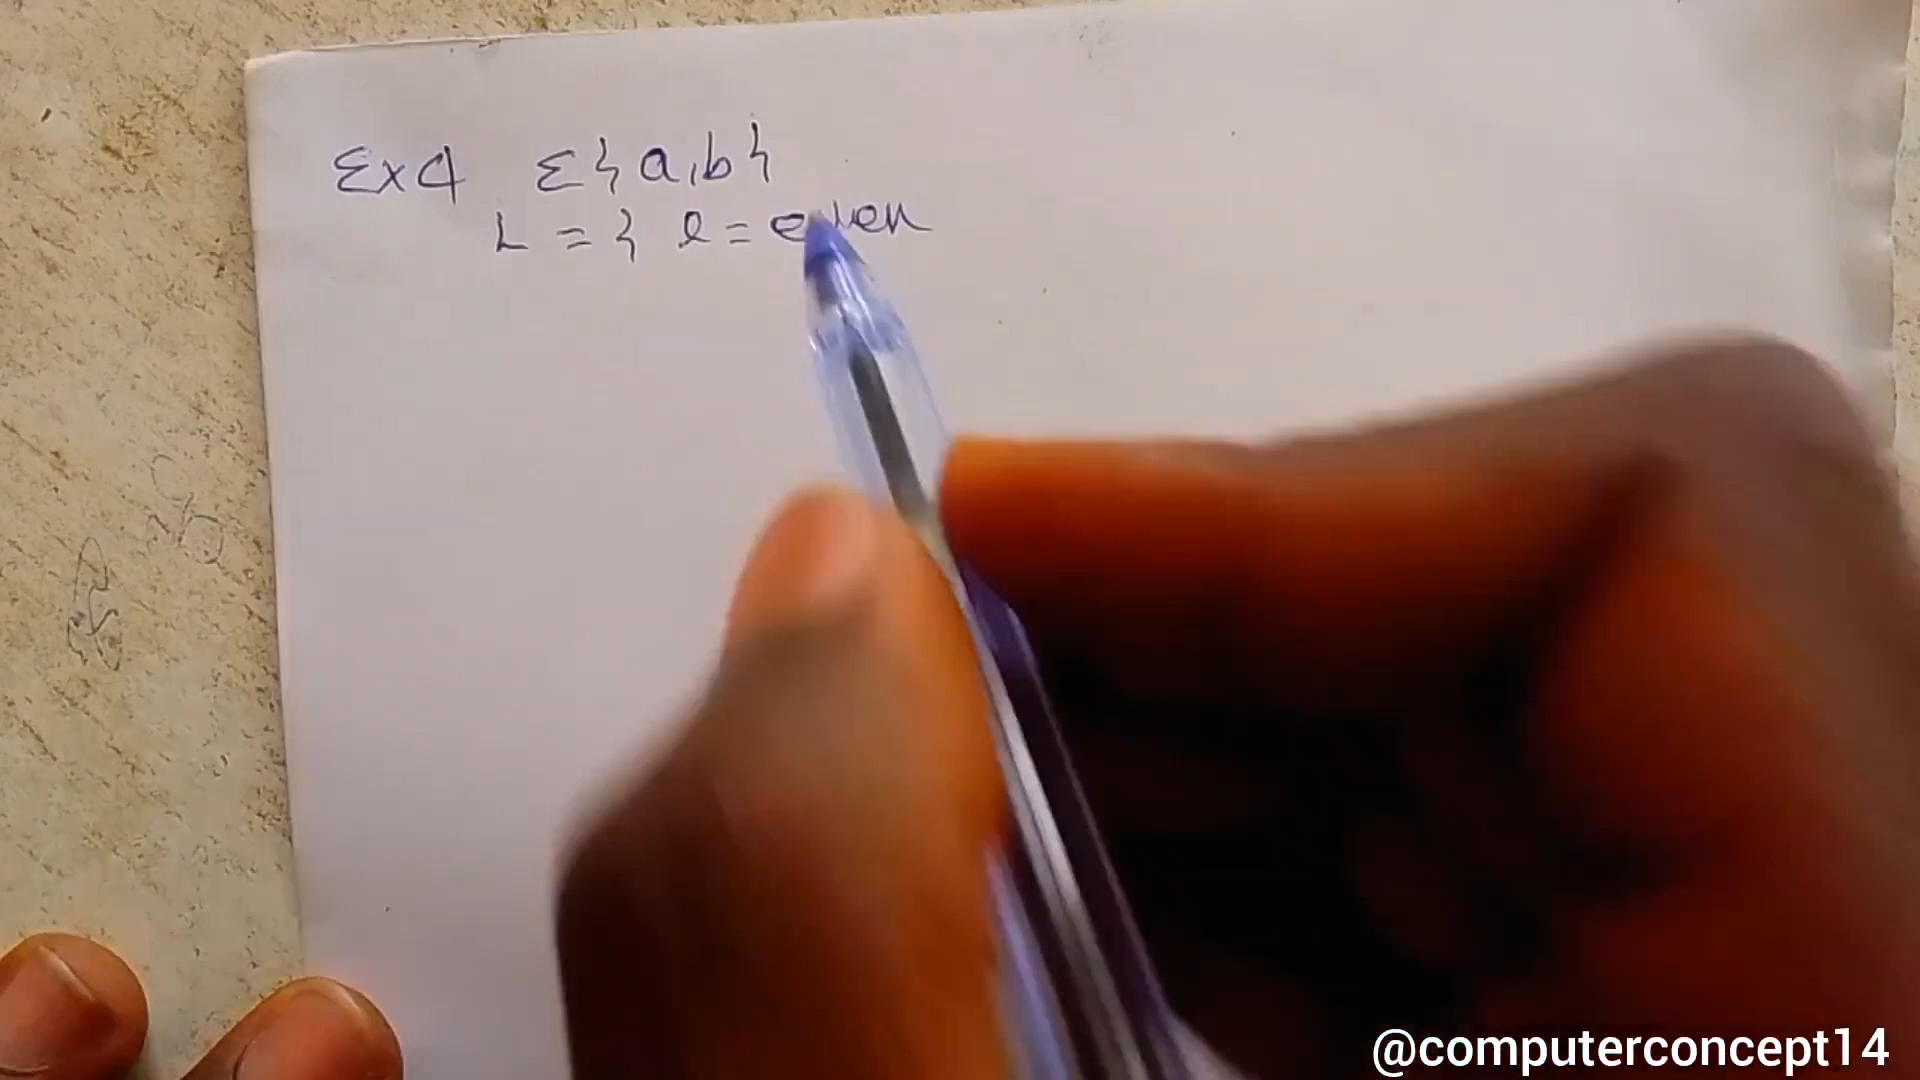 Ex4 Σ{a,b}
L = { l = even
@computerconcept14